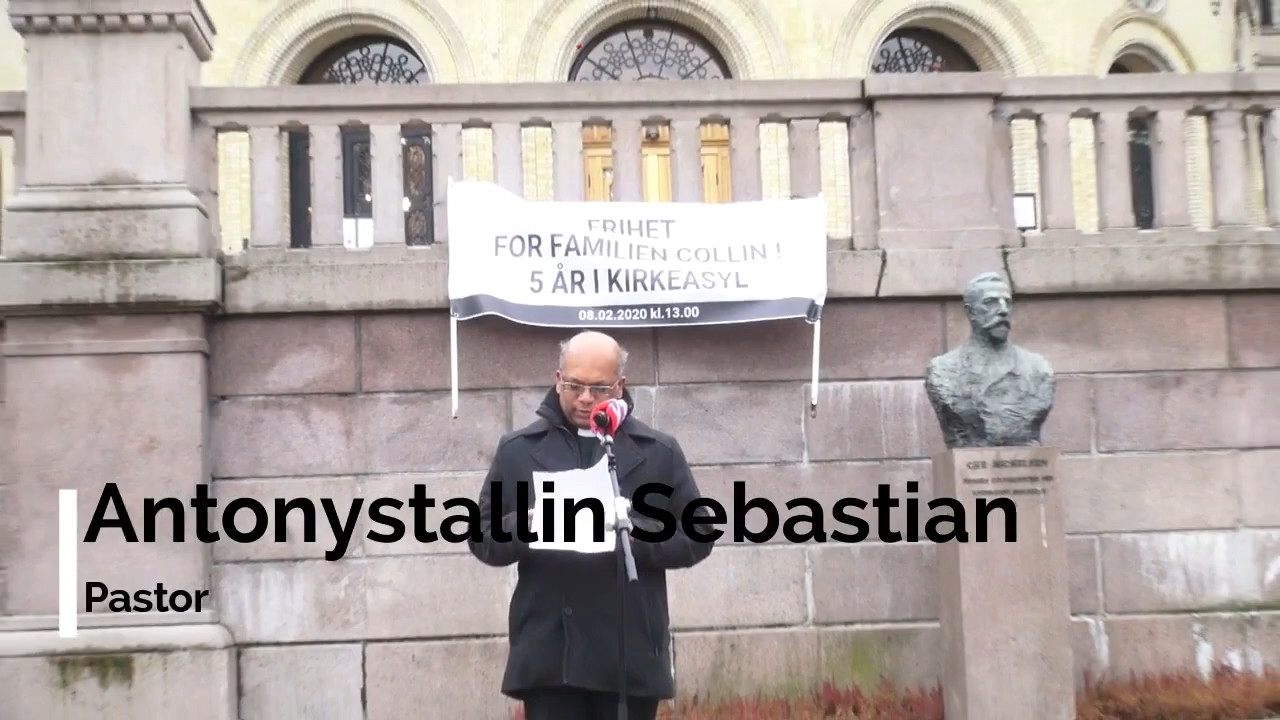 FRIHET
FOR FAMILIEN COLLIN !
5 ÅR I KIRKEASYL
08.02.2020 kl.13.00
Antonystallin Sebastian
Pastor